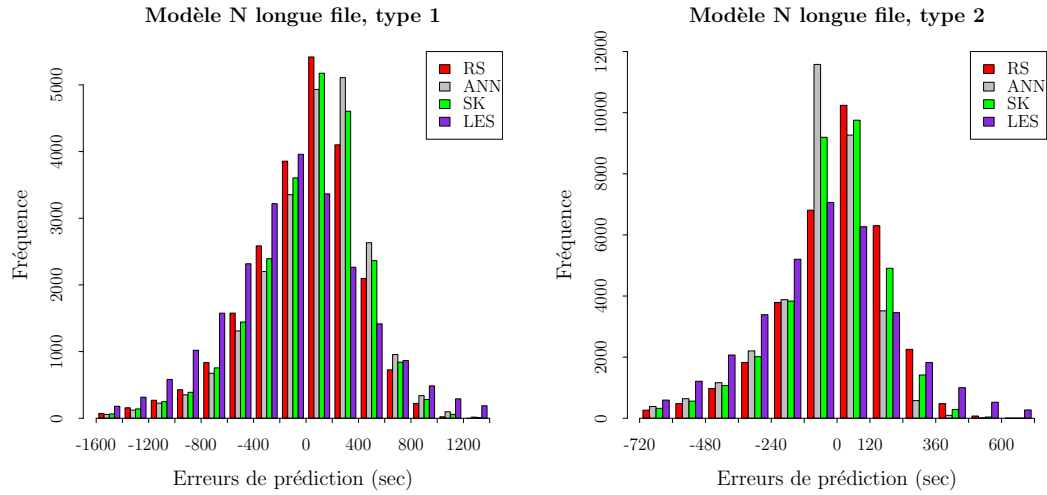 Modèle N longue file, type 1
RS
ANN
SK
LES
Fréquence
0
1000
2000
3000
4000
5000
-1600
-1200
-800
-400
0
400
800
1200
Erreurs de prédiction (sec)
Modèle N longue file, type 2
RS
ANN
SK
LES
Fréquence
0
2000
4000
6000
8000
10000
12000
-720
-480
-240
0
120
360
600
Erreurs de prédiction (sec)